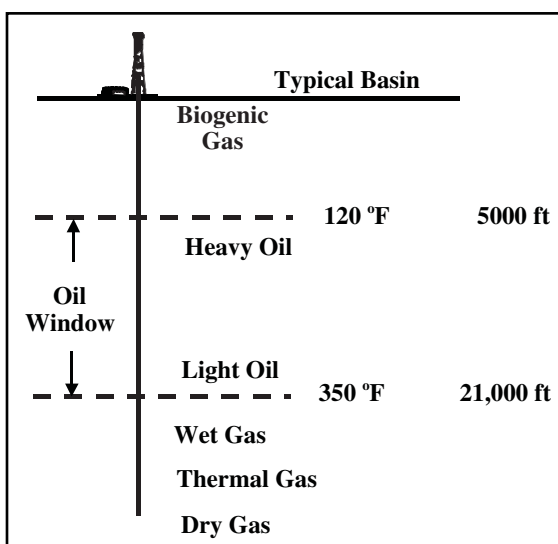 Typical Basin
Biogenic
Gas
120 °F 5000 ft
Heavy Oil
Oil
Window
Light Oil
350 °F 21,000 ft
Wet Gas
Thermal Gas
Dry Gas